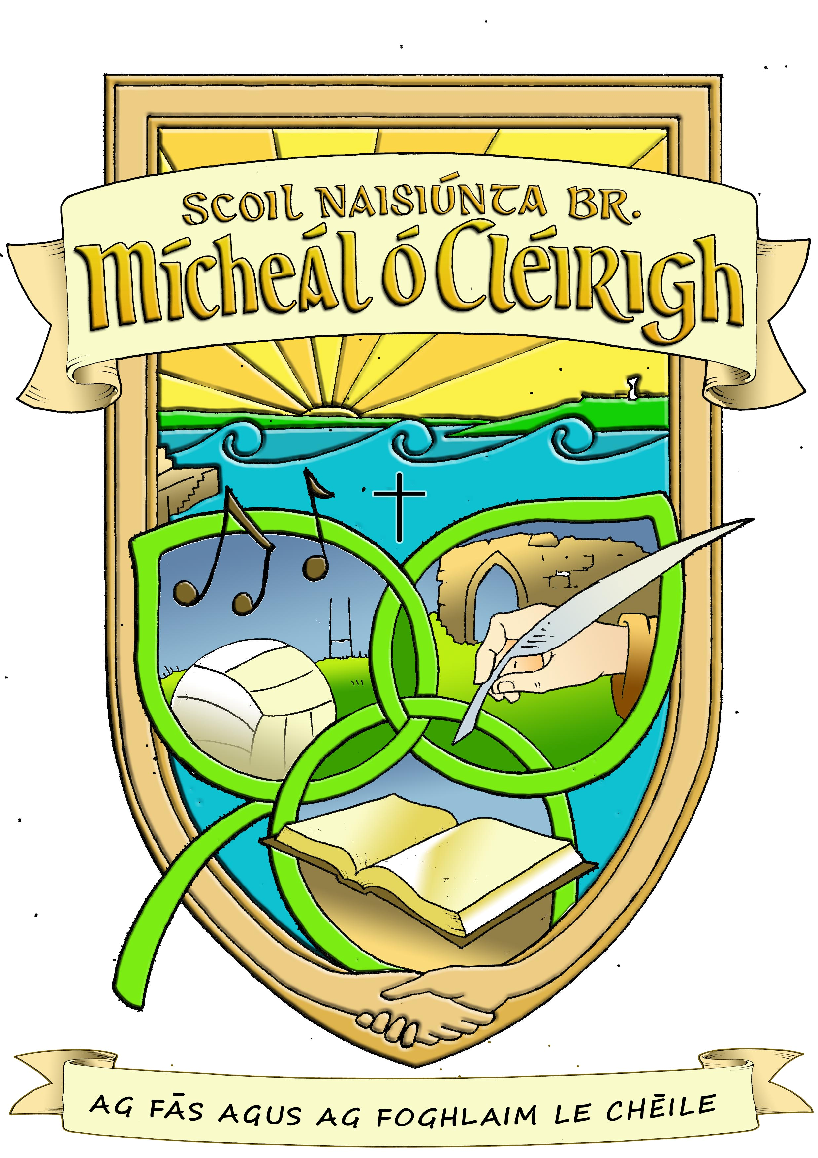 SCOIL NAISIÚNTA BR.
Mícheál ó Cléirigh
AG FĀS AGUS AG FOGHLAIM LE CHĒILE